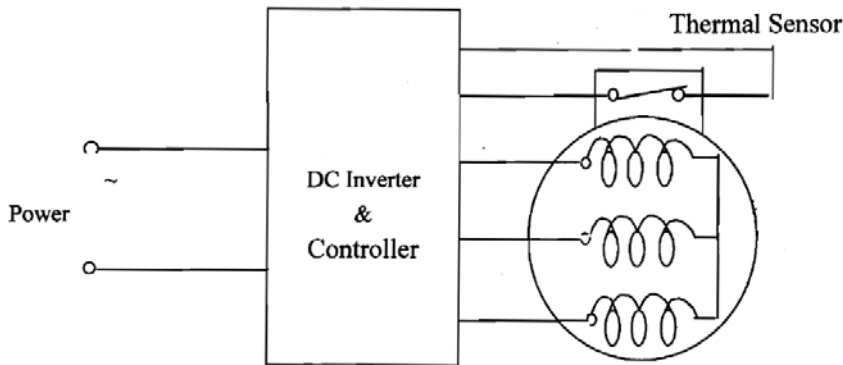 Thermal Sensor
~
Power
DC Inverter
&
Controller